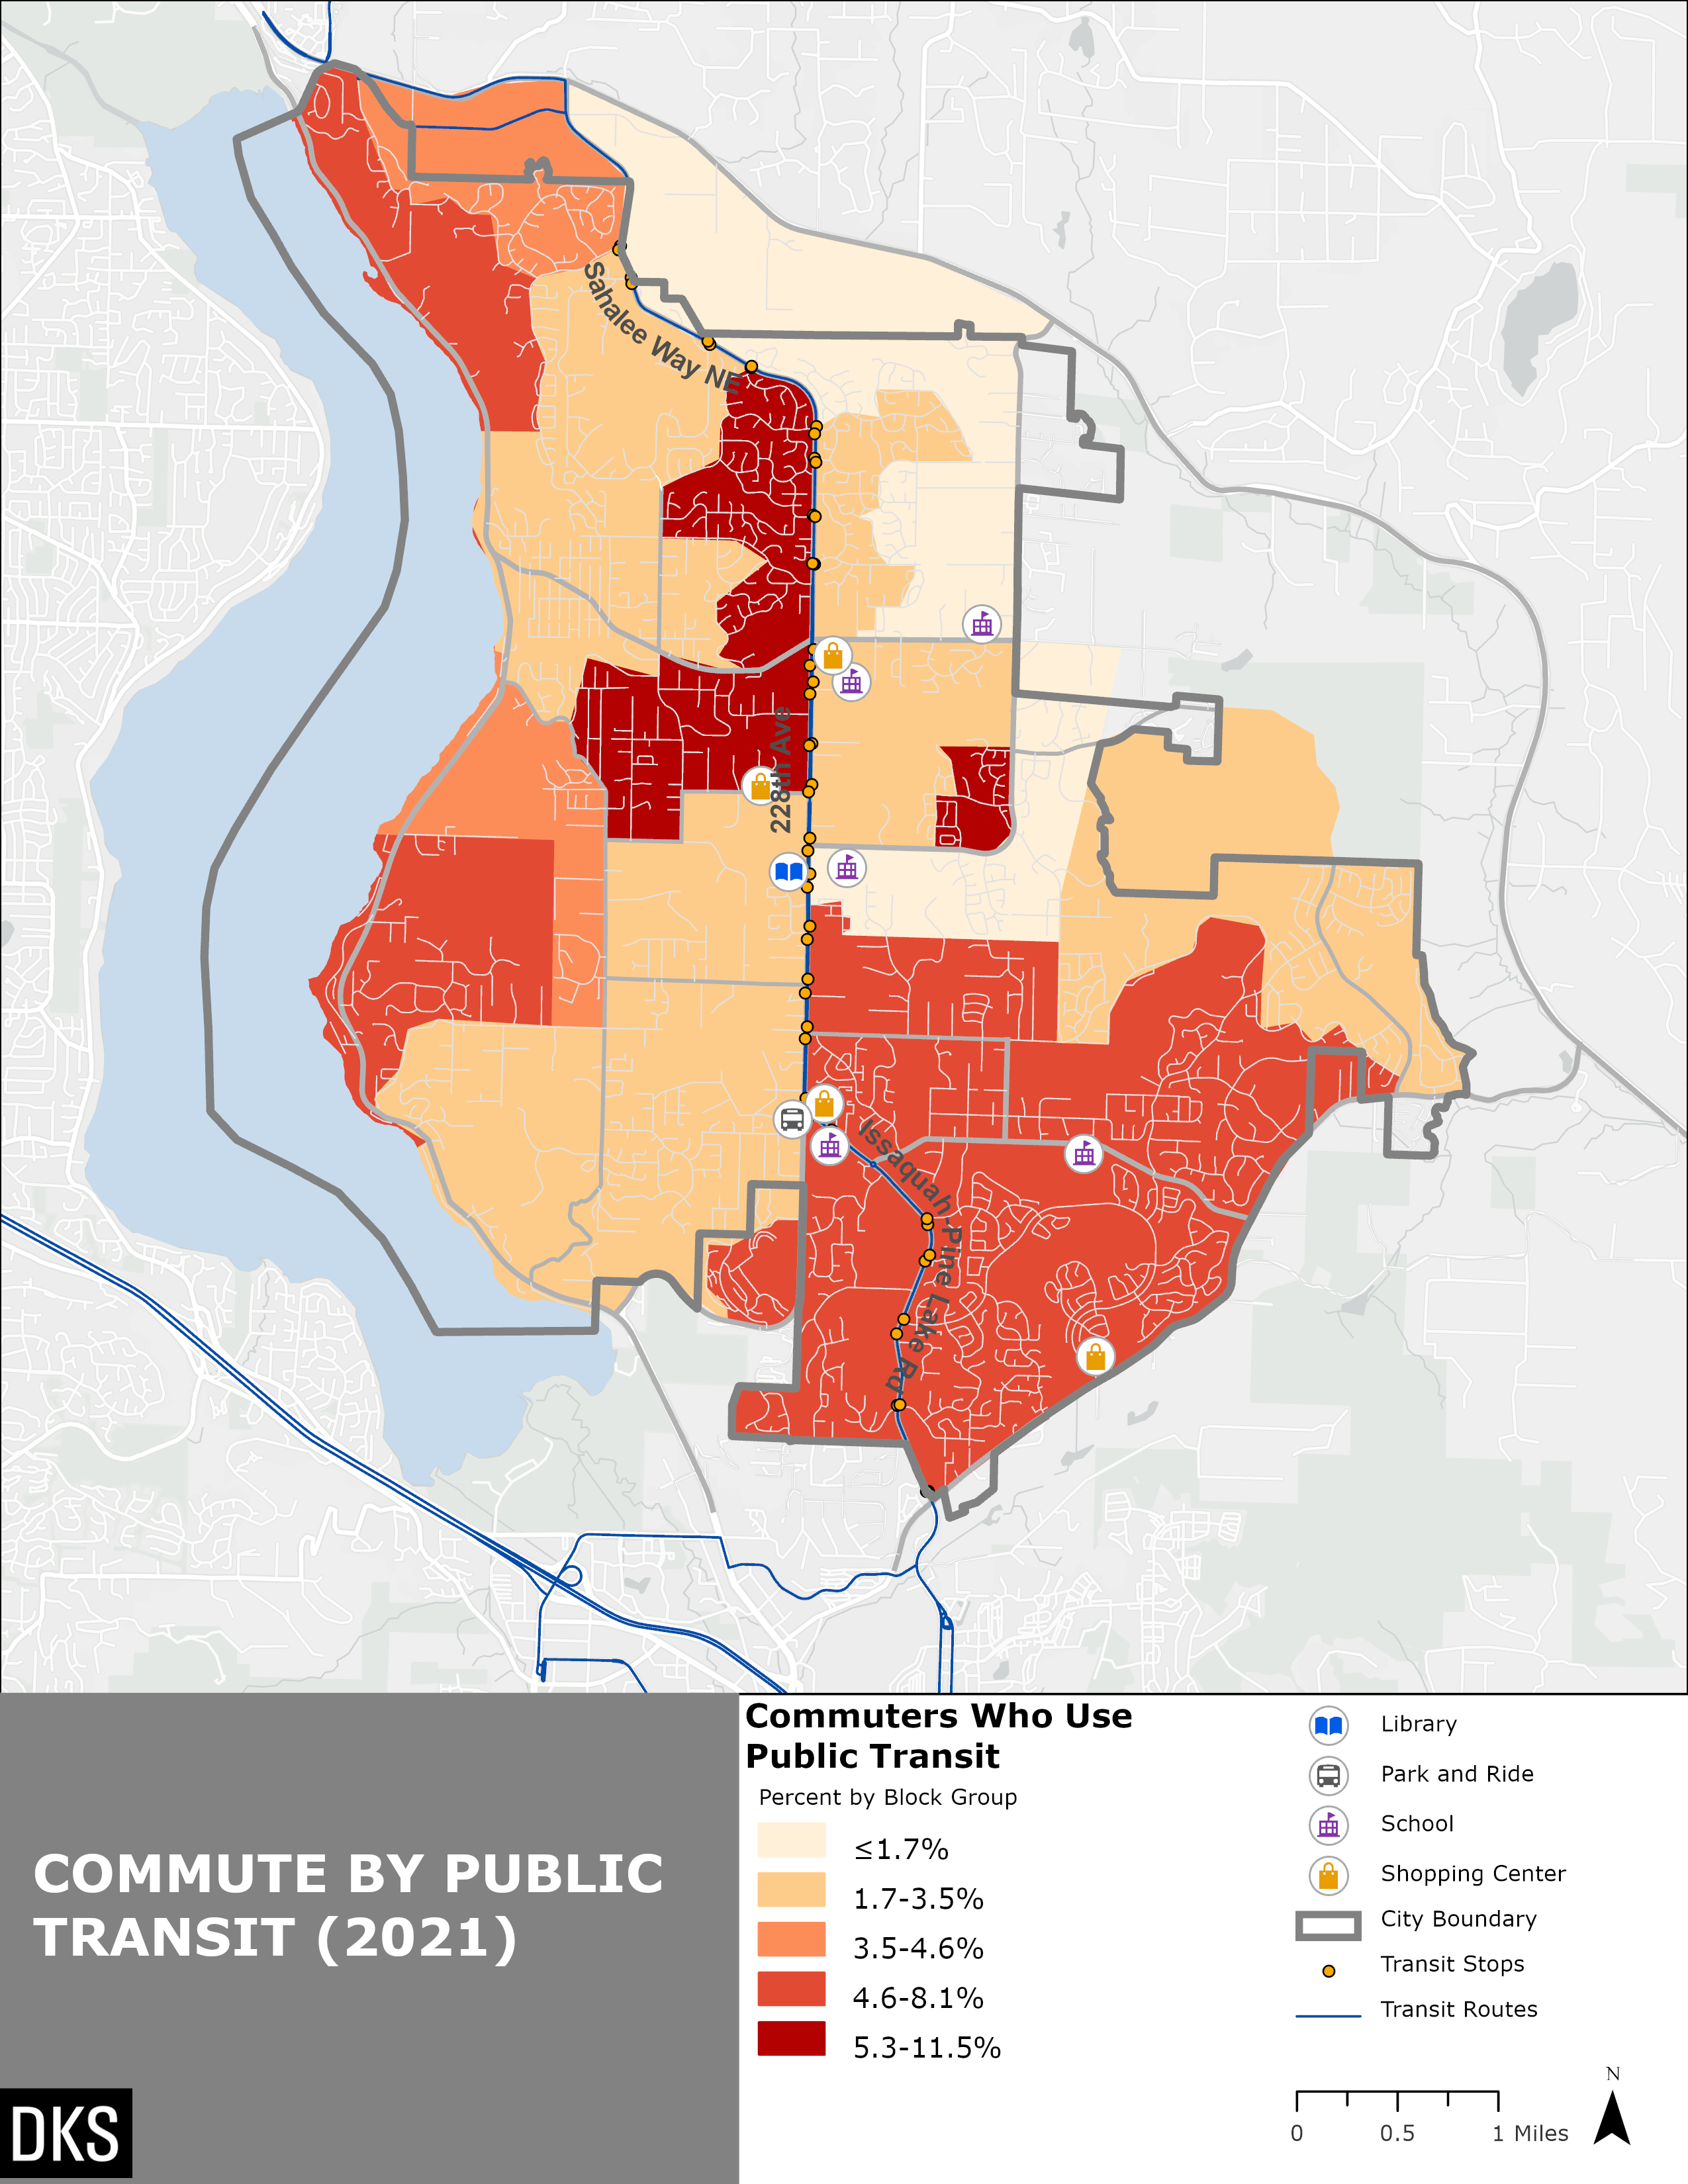 Sahalee Way NE
228th Ave
Issaquah-Pine Lake Rd
COMMUTE BY PUBLIC
TRANSIT (2021)
DKS
Commuters Who Use
Public Transit
Percent by Block Group
≤1.7%
1.7-3.5%
3.5-4.6%
4.6-8.1%
5.3-11.5%
Library
Park and Ride
School
Shopping Center
City Boundary
Transit Stops
Transit Routes
N
0 0.5 1 Miles